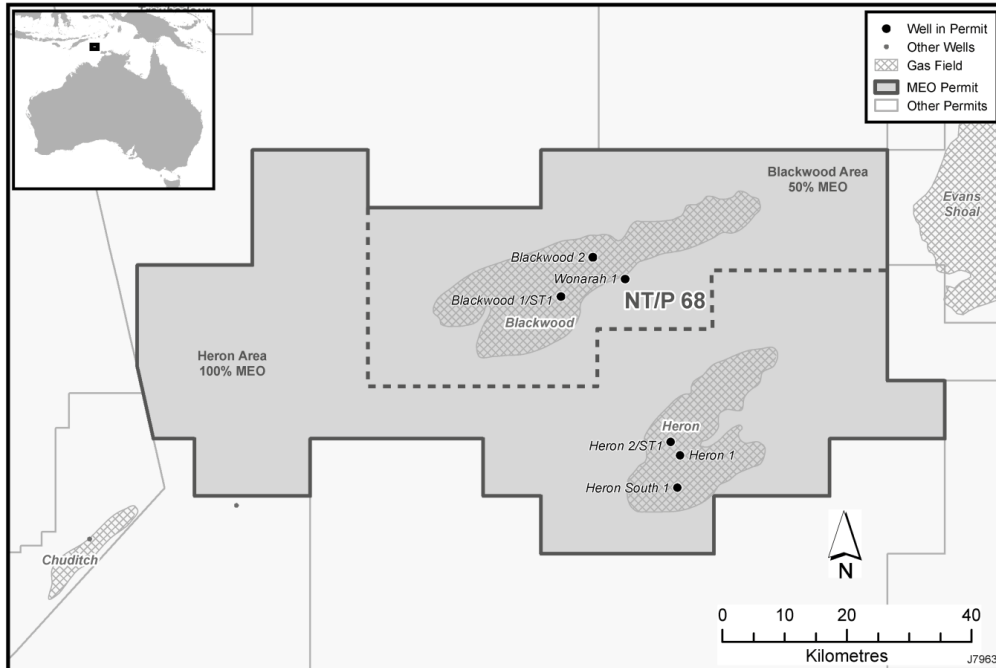 Troubadour
Well in Permit
Other Wells
Gas Field
MEO Permit
Other Permits
Blackwood Area
50% MEO
Evans
Shoal
Blackwood 2
Wonarah 1
Blackwood 1/ST1
NT/P 68
Blackwood
Heron Area
100% MEO
Heron
Heron 2/ST1
Heron 1
Heron South 1
Chuditch
N
0 10 20 40
Kilometres
J7963